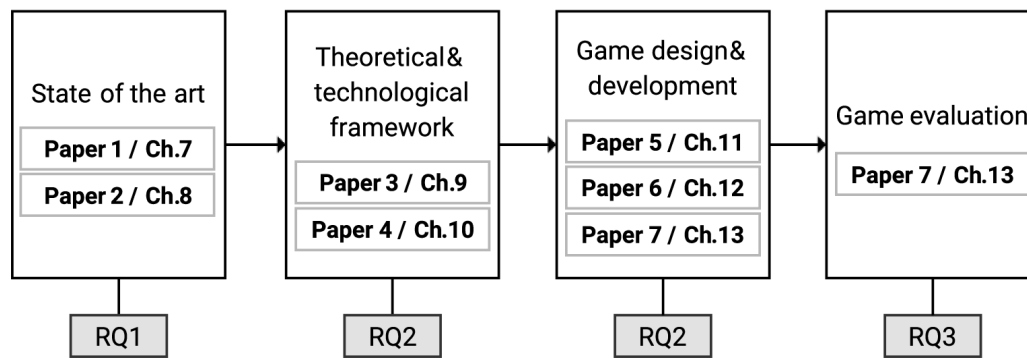 State of the art
Paper 1 / Ch.7
Paper 2 / Ch.8
RQ1
Theoretical &
technological
framework
Paper 3 / Ch.9
Paper 4 / Ch.10
RQ2
Game design &
development
Paper 5 / Ch.11
Paper 6 / Ch.12
Paper 7 / Ch.13
RQ2
Game evaluation
Paper 7 / Ch.13
RQ3